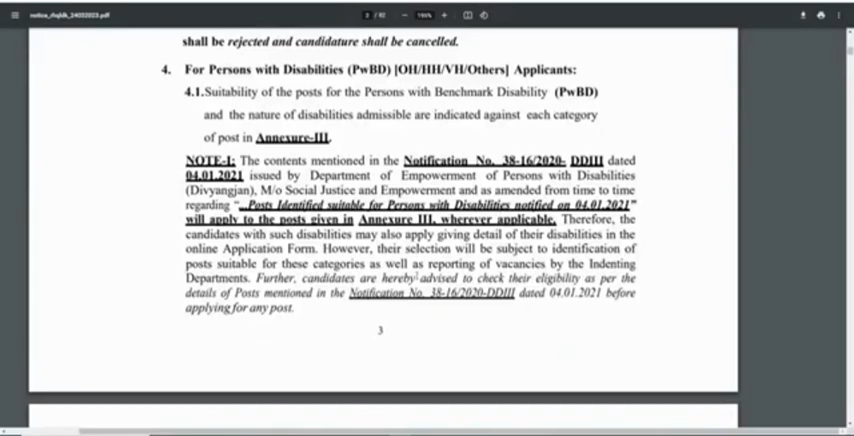 3 / 82
150%
shall be rejected and candidature shall be cancelled.
4. For Persons with Disabilities (PwBD) [OH/HH/VH/Others] Applicants:
4.1.Suitability of the posts for the Persons with Benchmark Disability (PwBD)
and the nature of disabilities admissible are indicated against each category
of post in Annexure-III.
NOTE-I: The contents mentioned in the Notification No. 38-16/2020- DDIII dated
04.01.2021 issued by Department of Empowerment of Persons with Disabilities
(Divyangjan), M/o Social Justice and Empowerment and as amended from time to time
regarding “...Posts Identified suitable for Persons with Disabilities notified on 04.01.2021”
will apply to the posts given in Annexure III, wherever applicable. Therefore, the
candidates with such disabilities may also apply giving detail of their disabilities in the
online Application Form. However, their selection will be subject to identification of
posts suitable for these categories as well as reporting of vacancies by the Indenting
Departments. Further, candidates are hereby advised to check their eligibility as per the
details of Posts mentioned in the Notification No. 38-16/2020-DDIII dated 04.01.2021 before
applying for any post.
3